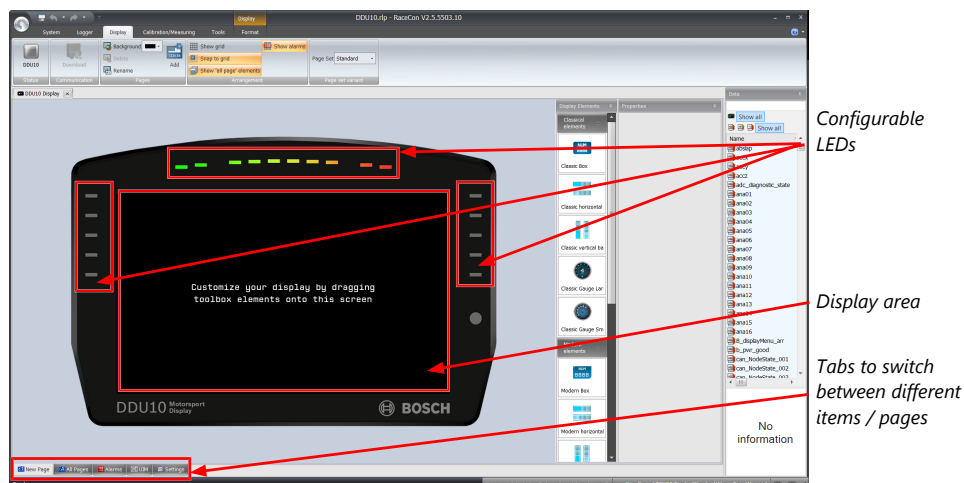 Display
DDU10.rlp - RaceCon V2.5.5503.10
System Logger Display Calibration/Measuring Tools Format
DDU10
Status
Download
Communication
Background
Delete
Rename
Add
Pages
Show grid
Snap to grid
Show 'all page' elements
Show alarms
Arrangement
Page Set Standard
Page set variant
DDU10 Display
Display Elements
Properties
Data
Classical
elements
Classic Box
Classic horizontal
Classic vertical ba
Classic Gauge Lar
Classic Gauge Sm
elements
Modern Box
Modern horizontal
Show all
Show all
Name
abslap
accy
accz
adc_diagnostic_state
ana01
ana02
ana03
ana04
ana05
ana06
ana07
ana08
ana09
ana10
ana11
ana12
ana13
ana15
ana16
B_displayMenu_arr
b_pwr_good
can_NodeState_001
can_NodeState_002
No
information
Customize your display by dragging
toolbox elements onto this screen
DDU10 Motorsport
Display
BOSCH
New Page All Pages Alarms Settings
Configurable
LEDs
Display area
Tabs to switch
between different
items / pages